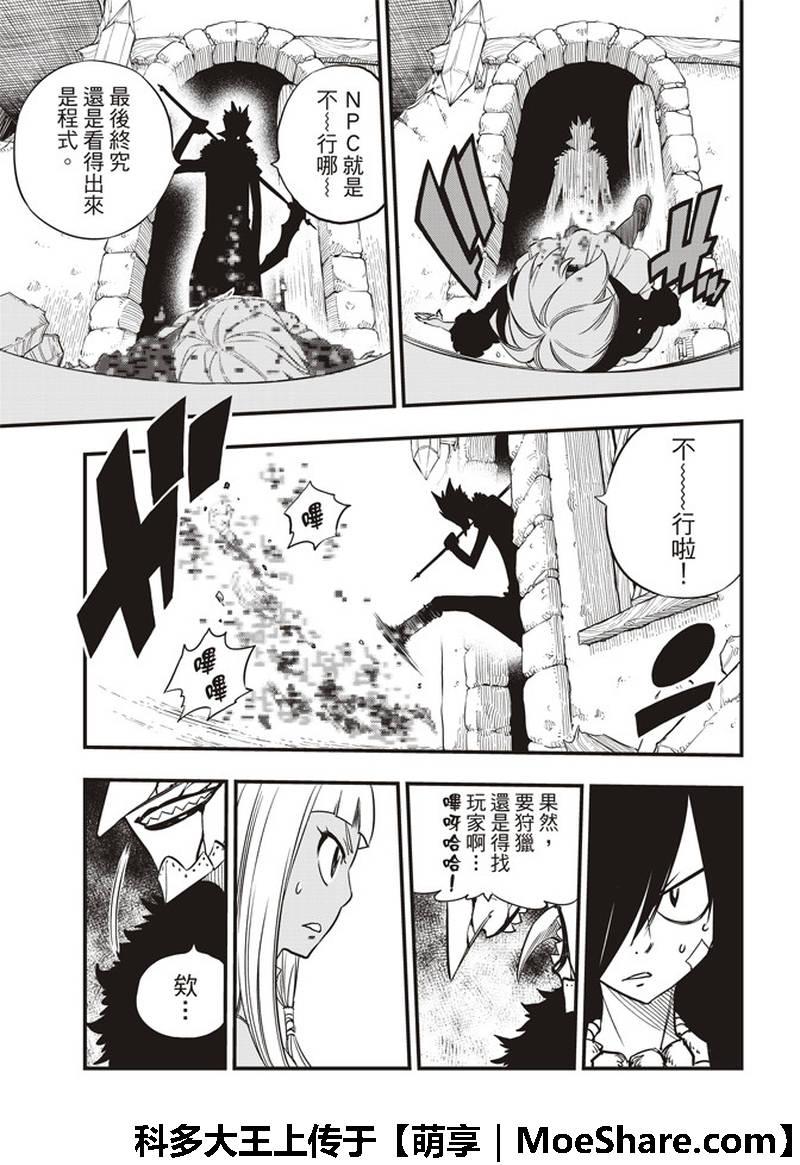 NPC就是
不~行哪~
最後終究
還是看得出來
是程式。
不~~~行啦！
嗶
嗶
嗶
果然，
要狩獵
還是得找
玩家啊…
嗶呀哈哈！
欸…
科多大王上传于【萌享｜MoeShare.com】